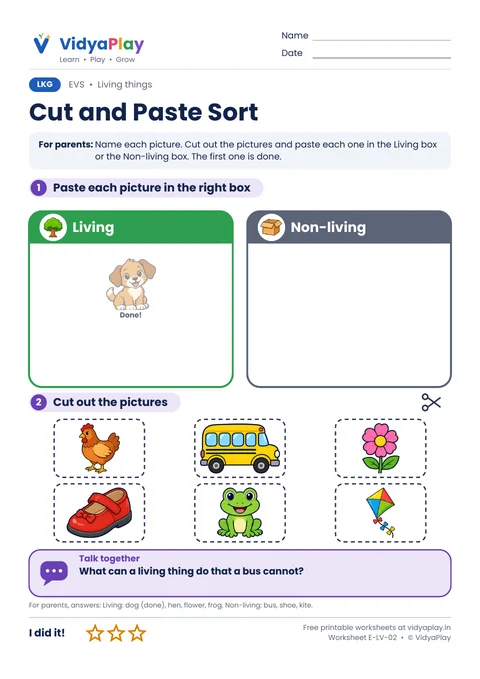 VidyaPlay
Learn • Play • Grow
Name
Date
LKG EVS • Living things
Cut and Paste Sort
For parents: Name each picture. Cut out the pictures and paste each one in the Living box
or the Non-living box. The first one is done.
1 Paste each picture in the right box
Living
Non-living
Done!
2 Cut out the pictures
Talk together
What can a living thing do that a bus cannot?
For parents, answers: Living: dog (done), hen, flower, frog. Non-living: bus, shoe, kite.
I did it!
Free printable worksheets at vidyaplay.in
Worksheet E-LV-02 • © VidyaPlay